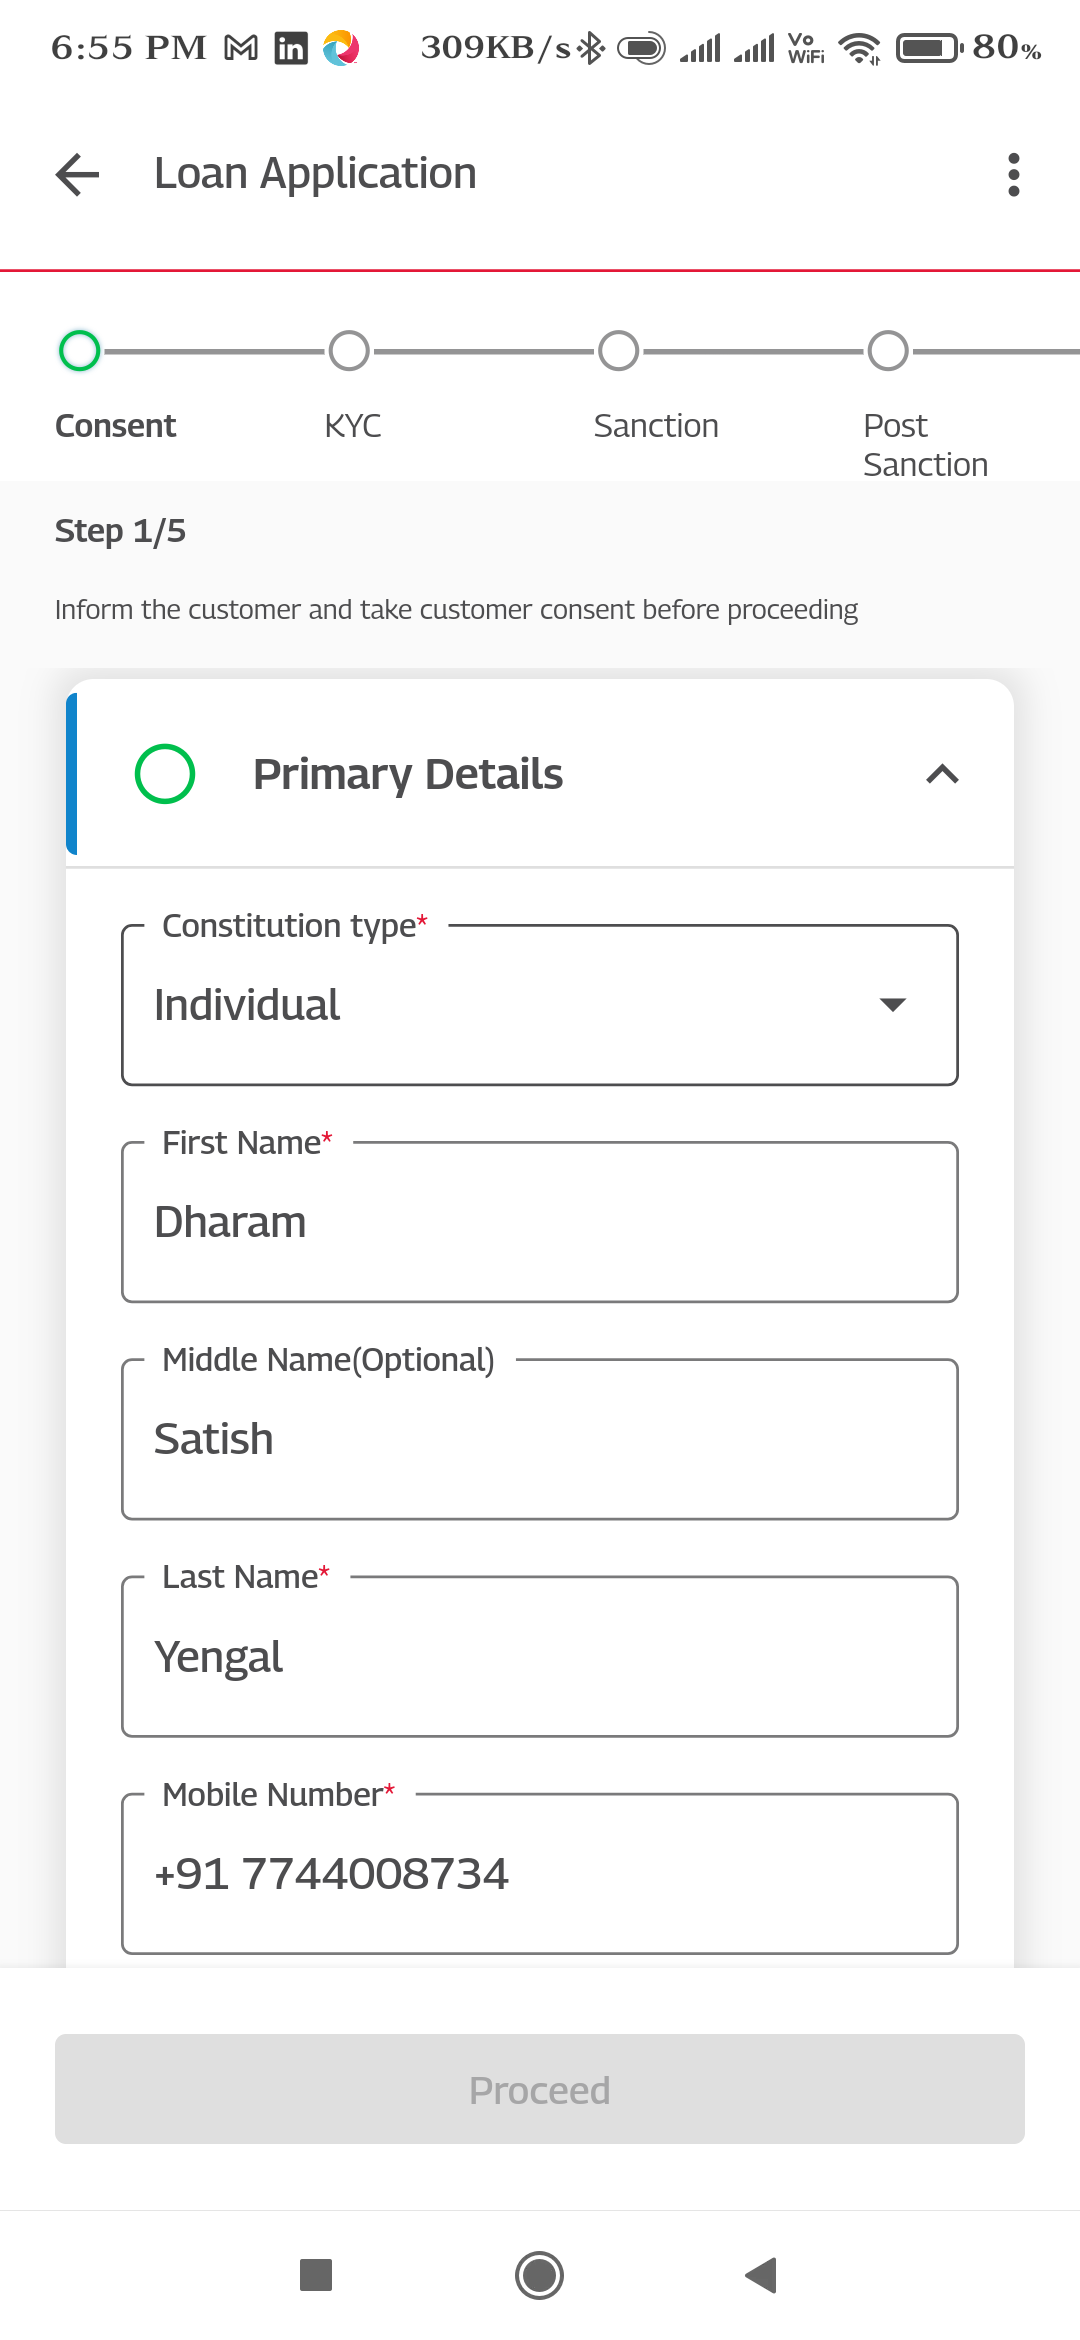 6:55 PM 309KB/s Vo WiFi 80%
Loan Application
Consent KYC Sanction Post Sanction
Step 1/5
Inform the customer and take customer consent before proceeding
Primary Details
Constitution type*
Individual
First Name*
Dharam
Middle Name(Optional)
Satish
Last Name*
Yengal
Mobile Number*
+91 7744008734
Proceed